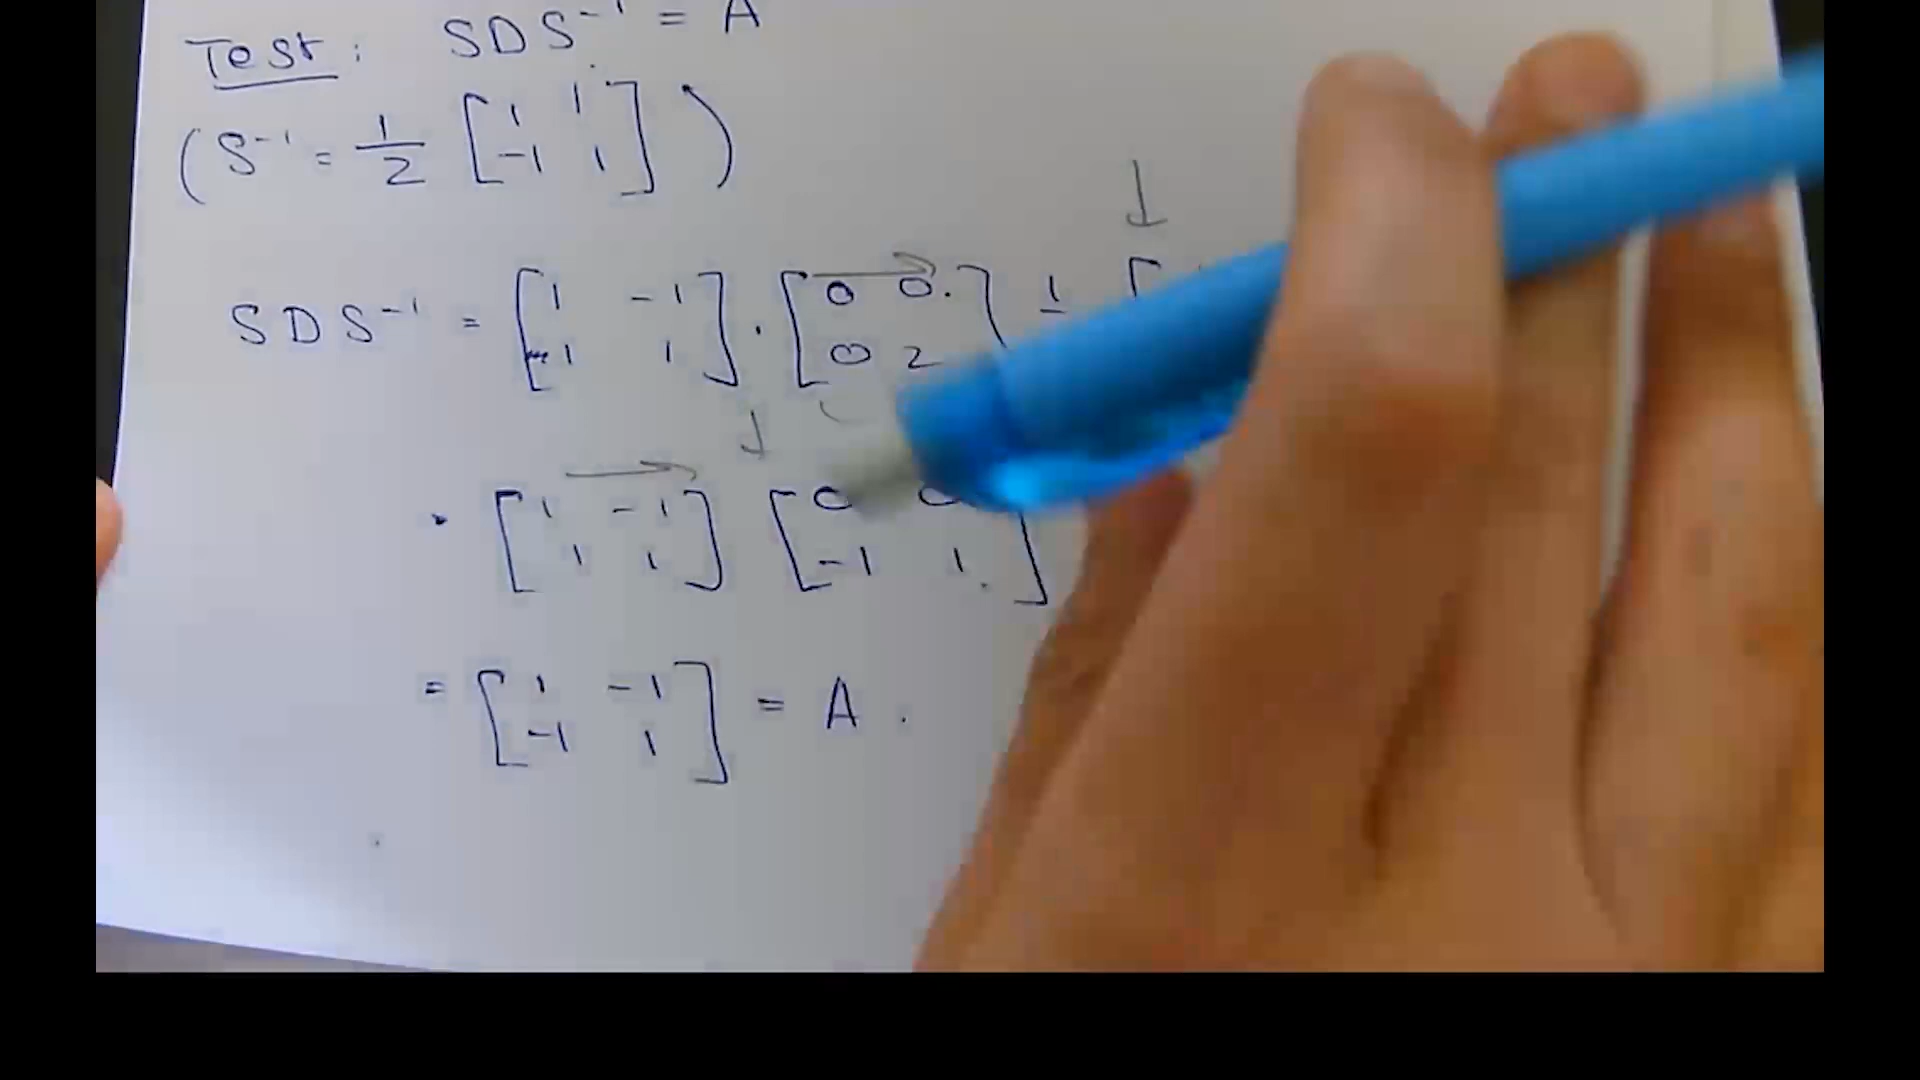 Test: SDS⁻¹ = A
(S⁻¹ = 1/2 [1 1; -1 1])
SDS⁻¹ = [1 -1; 1 1] · [0 0; 0 2] 1
[1 -1; 1 1] [0 0; -1 1]
= [1 -1; -1 1] = A.